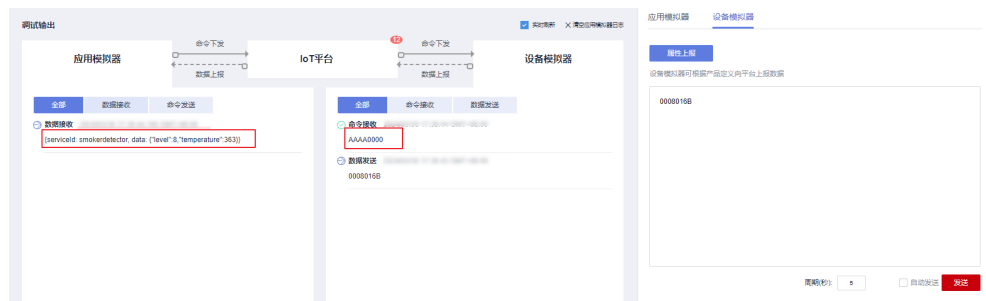 调试输出
实时刷新 清空应用模拟器日志
应用模拟器
命令下发
数据上报
IoT平台
12
命令下发
数据上报
设备模拟器
全部 数据接收 命令发送
数据接收
{serviceId: smokerdetector, data: {"level":8,"temperature":363}}
全部 命令接收 数据发送
命令接收
AAAA0000
数据发送
0008016B
应用模拟器 设备模拟器
属性上报
设备模拟器可根据产品定义向平台上报数据
0008016B
周期(秒): 5 自动发送 发送